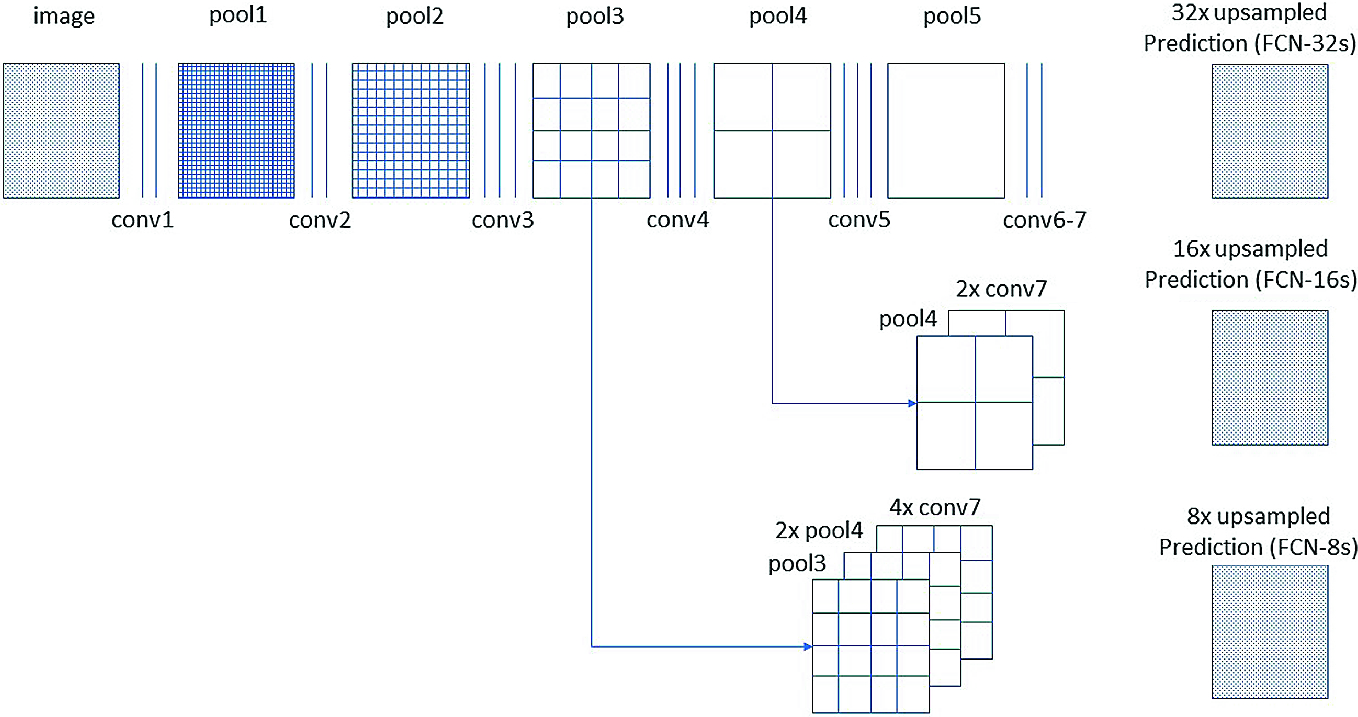 image
pool1
pool2
pool3
pool4
pool5
32x upsampled
Prediction (FCN-32s)
conv1
conv2
conv3
conv4
conv5
conv6-7
16x upsampled
Prediction (FCN-16s)
2x conv7
pool4
4x conv7
2x pool4
pool3
8x upsampled
Prediction (FCN-8s)